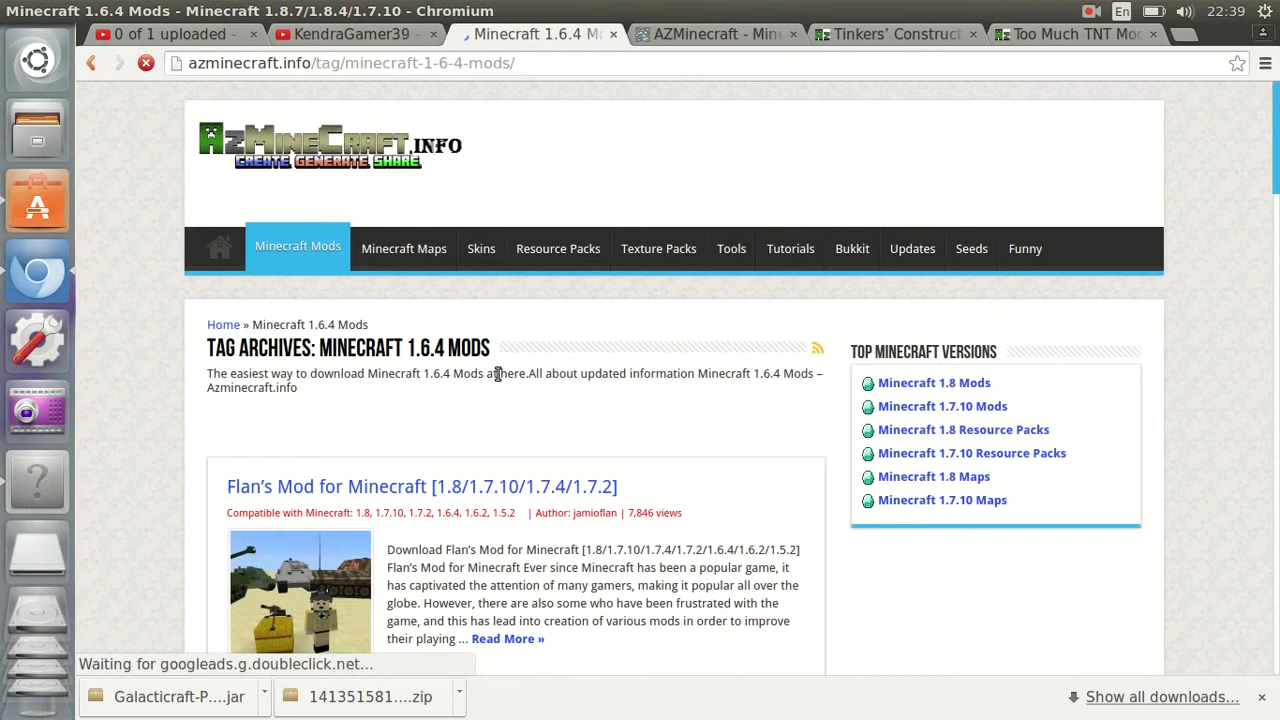 Minecraft 1.6.4 Mods - Minecraft 1.8.7/1.8.4/1.7.10 - Chromium
En
22:39
0 of 1 uploaded -
KendraGamer39 -
Minecraft 1.6.4 Mo
AZMinecraft - Mine
Tinkers' Construct
Too Much TNT Mo
azminecraft.info/tag/minecraft-1-6-4-mods/
AzMineCraft.info
Create Generate Share
Minecraft Mods
Minecraft Maps
Skins
Resource Packs
Texture Packs
Tools
Tutorials
Bukkit
Updates
Seeds
Funny
Home » Minecraft 1.6.4 Mods
TAG ARCHIVES: MINECRAFT 1.6.4 MODS
The easiest way to download Minecraft 1.6.4 Mods at here.All about updated information Minecraft 1.6.4 Mods –
Azminecraft.info
TOP MINECRAFT VERSIONS
Minecraft 1.8 Mods
Minecraft 1.7.10 Mods
Minecraft 1.8 Resource Packs
Minecraft 1.7.10 Resource Packs
Minecraft 1.8 Maps
Minecraft 1.7.10 Maps
Flan's Mod for Minecraft [1.8/1.7.10/1.7.4/1.7.2]
Compatible with Minecraft: 1.8, 1.7.10, 1.7.2, 1.6.4, 1.6.2, 1.5.2 | Author: jamioflan | 7,846 views
Download Flan's Mod for Minecraft [1.8/1.7.10/1.7.4/1.7.2/1.6.4/1.6.2/1.5.2]
Flan's Mod for Minecraft Ever since Minecraft has been a popular game, it
has captivated the attention of many gamers, making it popular all over the
globe. However, there are also some who have been frustrated with the
game, and this has lead into creation of various mods in order to improve
their playing ... Read More »
Waiting for googleads.g.doubleclick.net...
Galacticraft-P....jar
141351581....zip
Show all downloads...